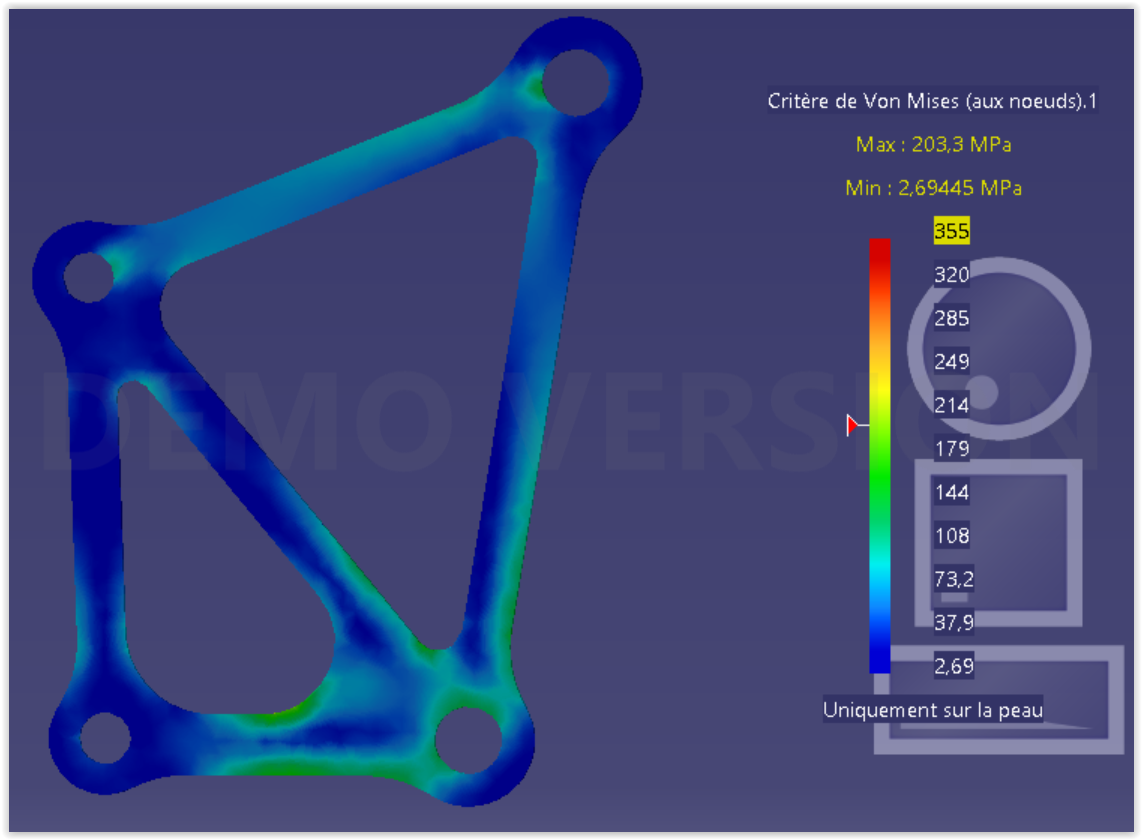 Critère de Von Mises (aux noeuds).1
Max : 203,3 MPa
Min : 2,69445 MPa
355
320
285
249
214
179
144
108
73,2
37,9
2,69
Uniquement sur la peau
DEMO VERSION